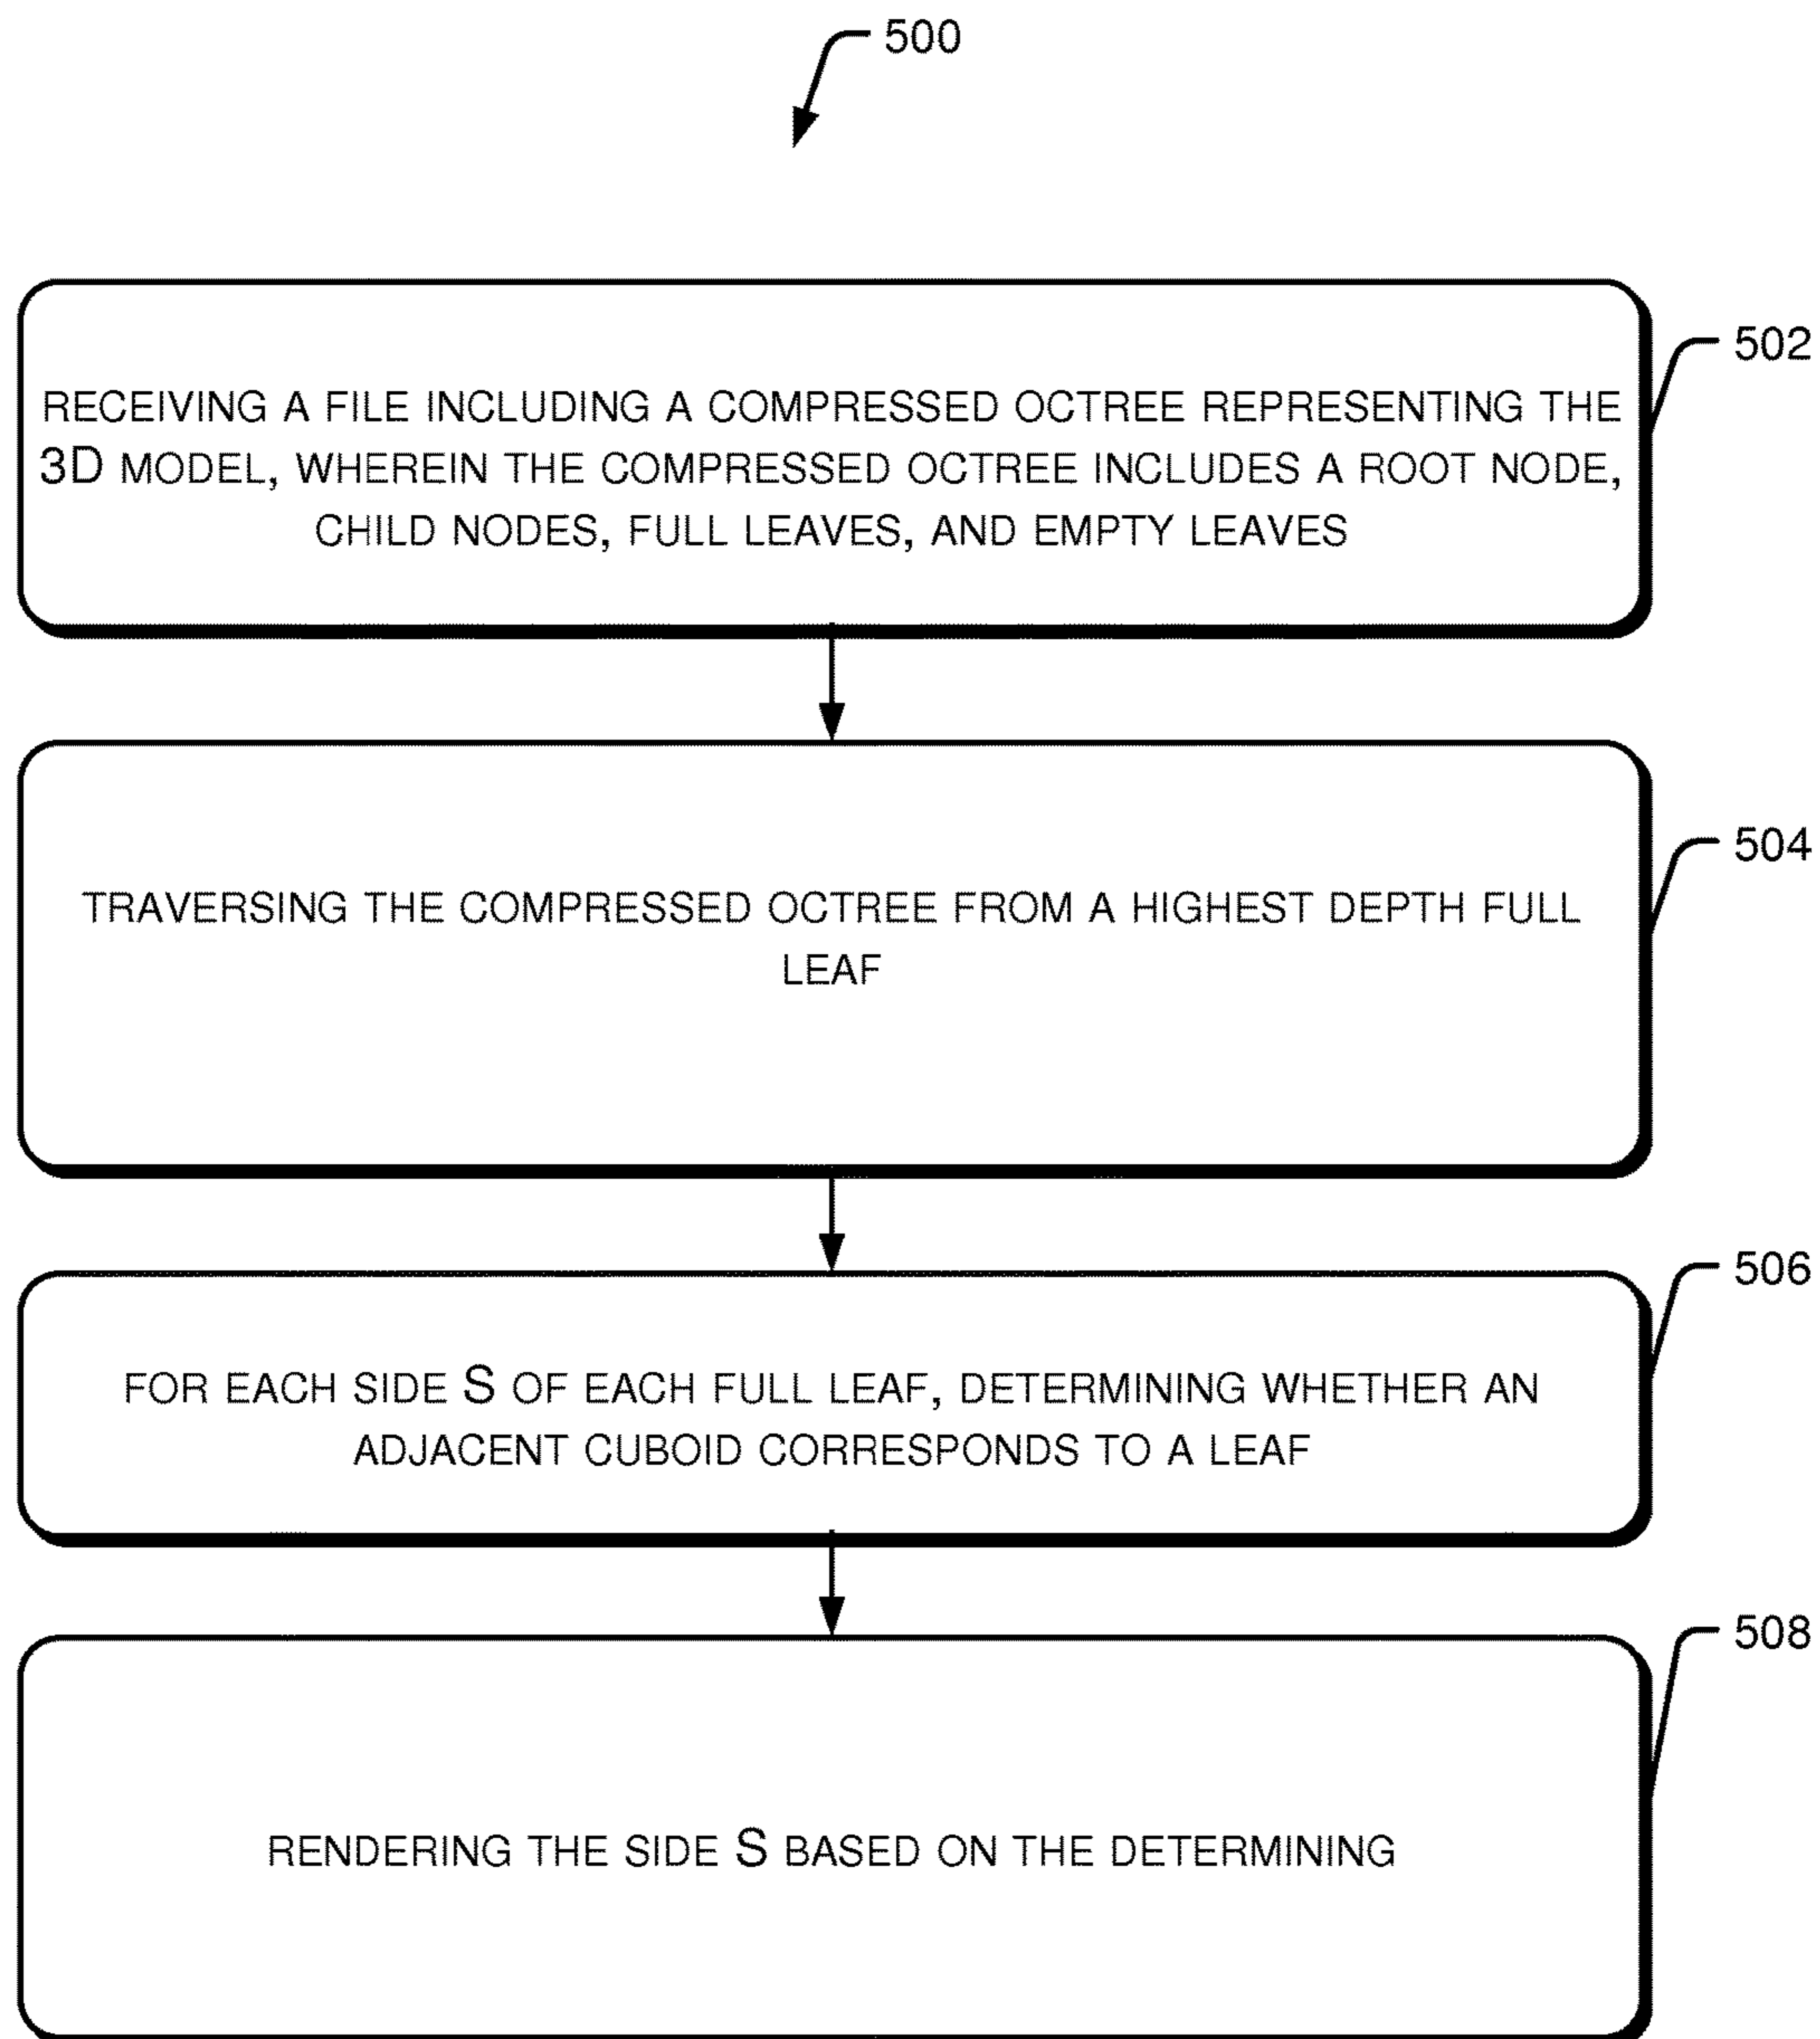 500
RECEIVING A FILE INCLUDING A COMPRESSED OCTREE REPRESENTING THE
502
3D MODEL, WHEREIN THE COMPRESSED OCTREE INCLUDES A ROOT NODE,
CHILD NODES, FULL LEAVES, AND EMPTY LEAVES
504
TRAVERSING THE COMPRESSED OCTREE FROM A HIGHEST DEPTH FULL
LEAF
506
FOR EACH SIDE S OF EACH FULL LEAF, DETERMINING WHETHER AN
ADJACENT CUBOID CORRESPONDS TO A LEAF
508
RENDERING THE SIDE S BASED ON THE DETERMINING